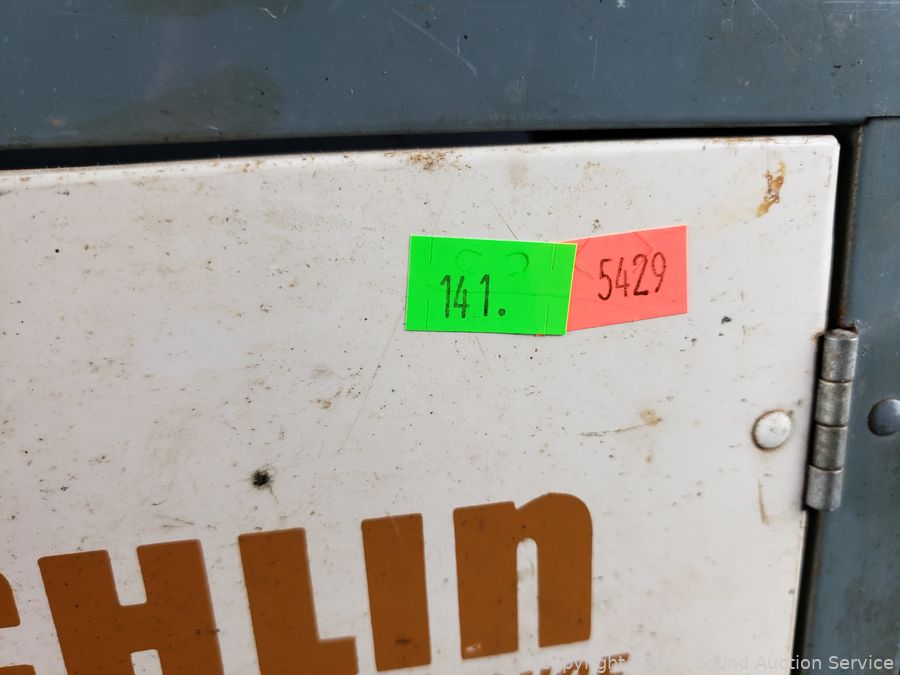 141.
5429
CHLIN
Sound Auction Service